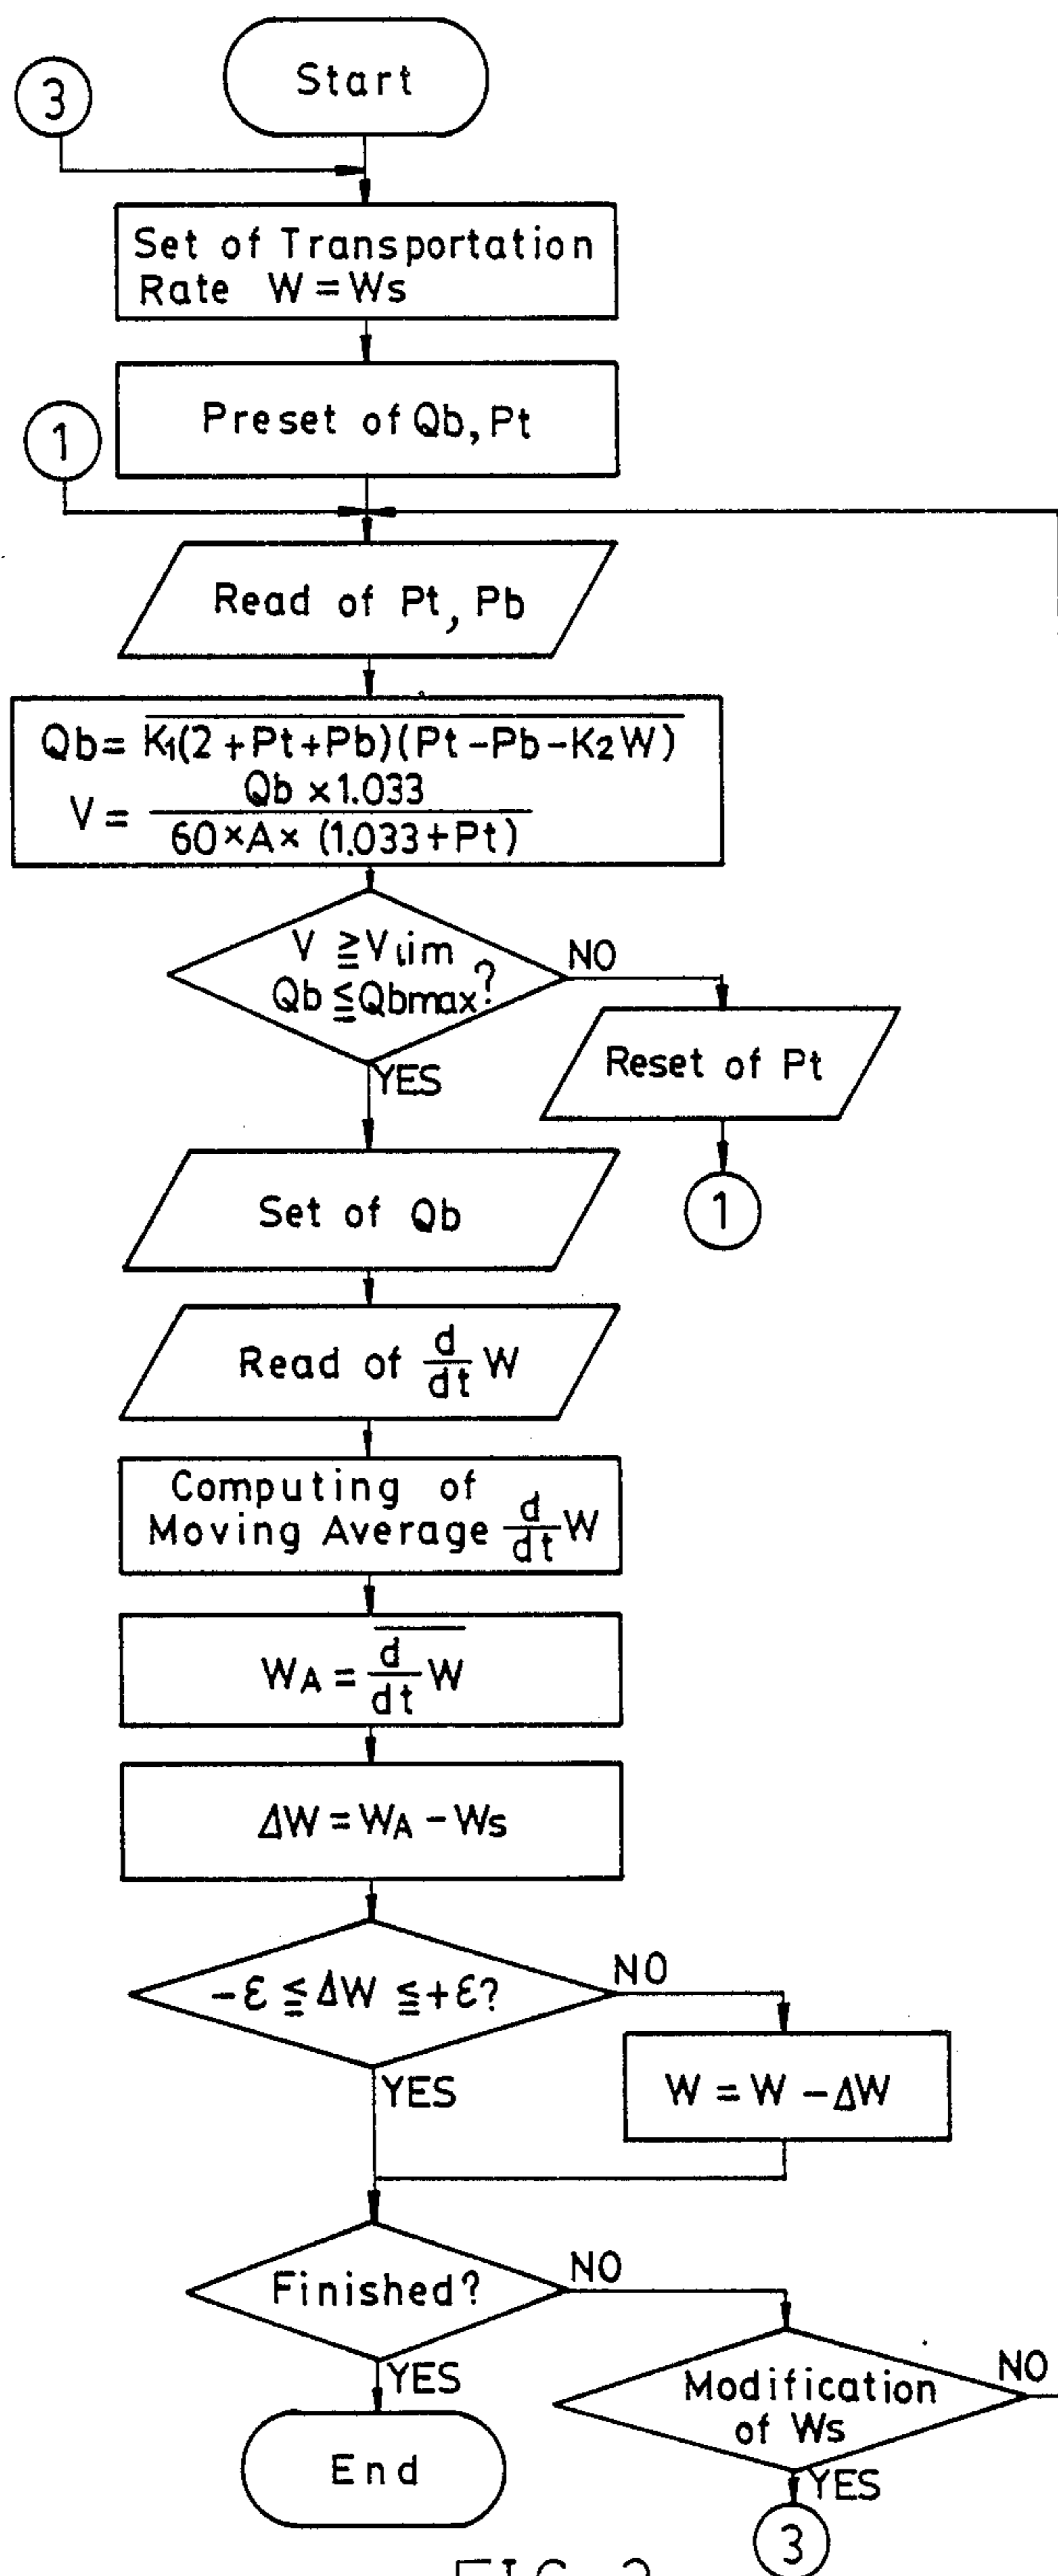 Start
3
Set of Transportation
Rate W = Ws
Preset of Qb, Pt
1
Read of Pt, Pb
Qb = K₁(2 + Pt + Pb)(Pt - Pb - K₂W)
V = Qb × 1.033 / 60 × A × (1.033 + Pt)
V ≧ Vlim
Qb ≦ Qbmax?
NO
YES
Reset of Pt
1
Set of Qb
Read of d/dt W
Computing of
Moving Average d/dt W
WA = d/dt W
ΔW = WA - Ws
-ε ≦ ΔW ≦ +ε?
NO
YES
W = W - ΔW
Finished?
NO
YES
Modification
of Ws
NO
YES
End
3
FIG. 2